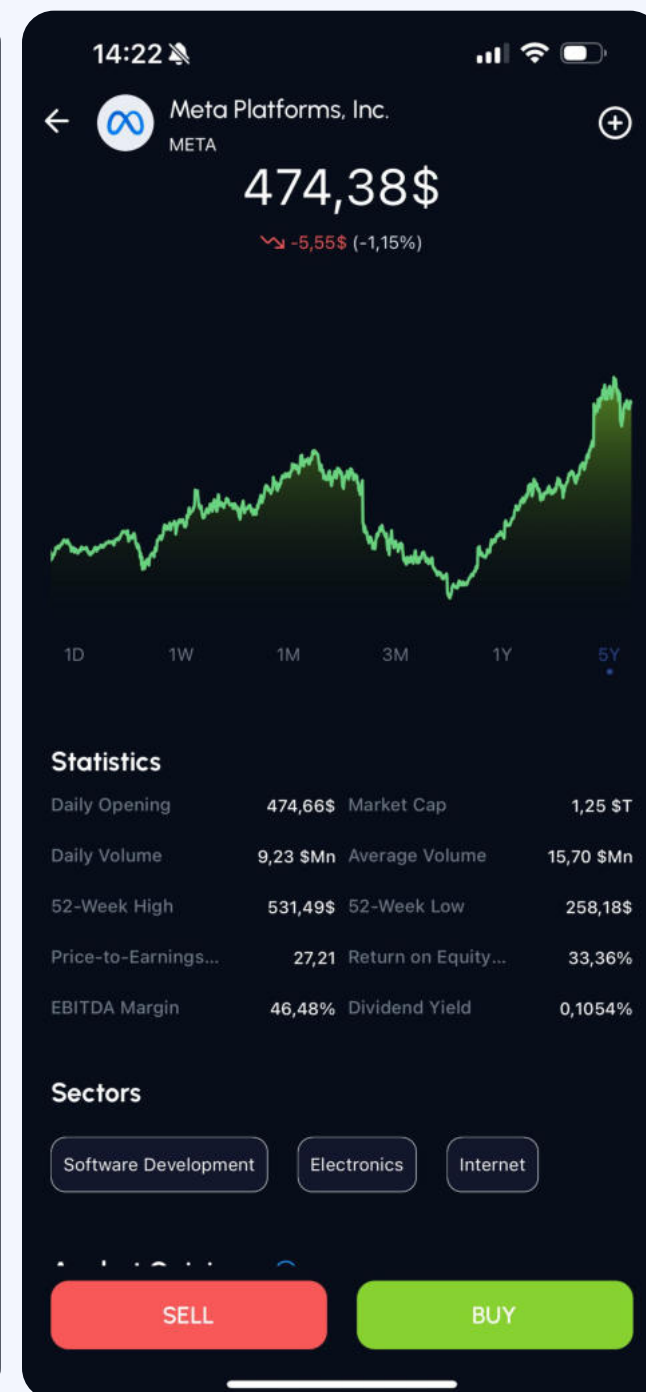 14:22
Meta Platforms, Inc.
META
474,38$
-5,55$ (-1,15%)
1D 1W 1M 3M 1Y 5Y
Statistics
Daily Opening 474,66$ Market Cap 1,25 $T
Daily Volume 9,23 $Mn Average Volume 15,70 $Mn
52-Week High 531,49$ 52-Week Low 258,18$
Price-to-Earnings... 27,21 Return on Equity... 33,36%
EBITDA Margin 46,48% Dividend Yield 0,1054%
Sectors
Software Development Electronics Internet
SELL BUY